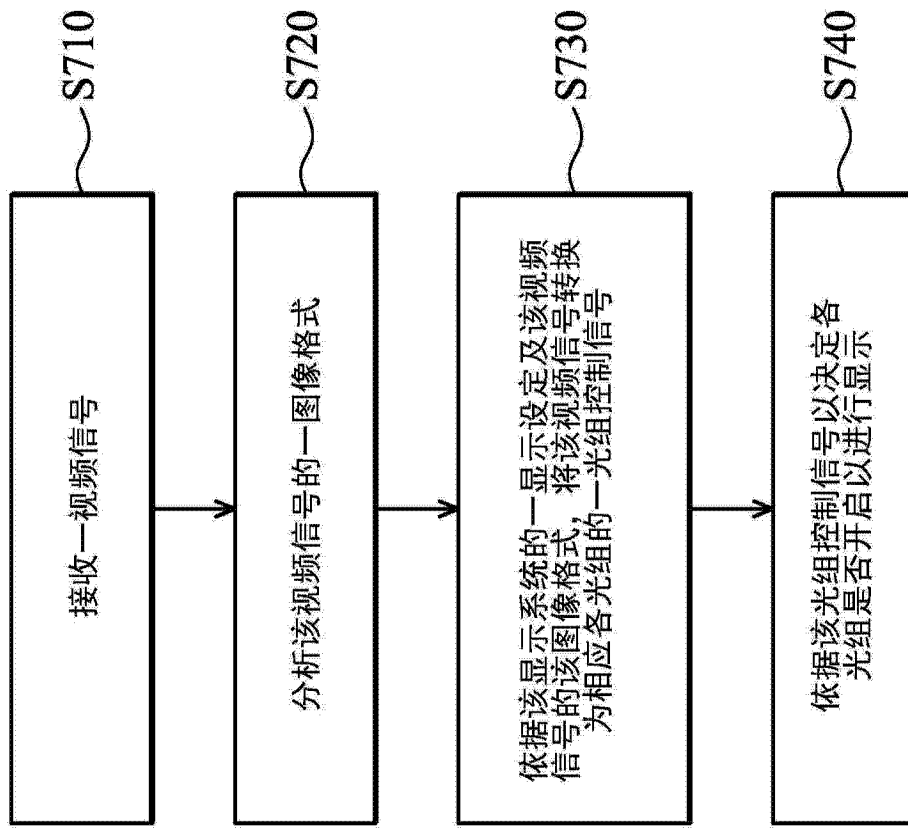 接收一视频信号
S710
分析该视频信号的一图像格式
S720
依据该显示系统的一显示设定及该视频
信号的该图像格式，将该视频信号转换
为相应各光组的一光组控制信号
S730
依据该光组控制信号以决定各
光组是否开启以进行显示
S740